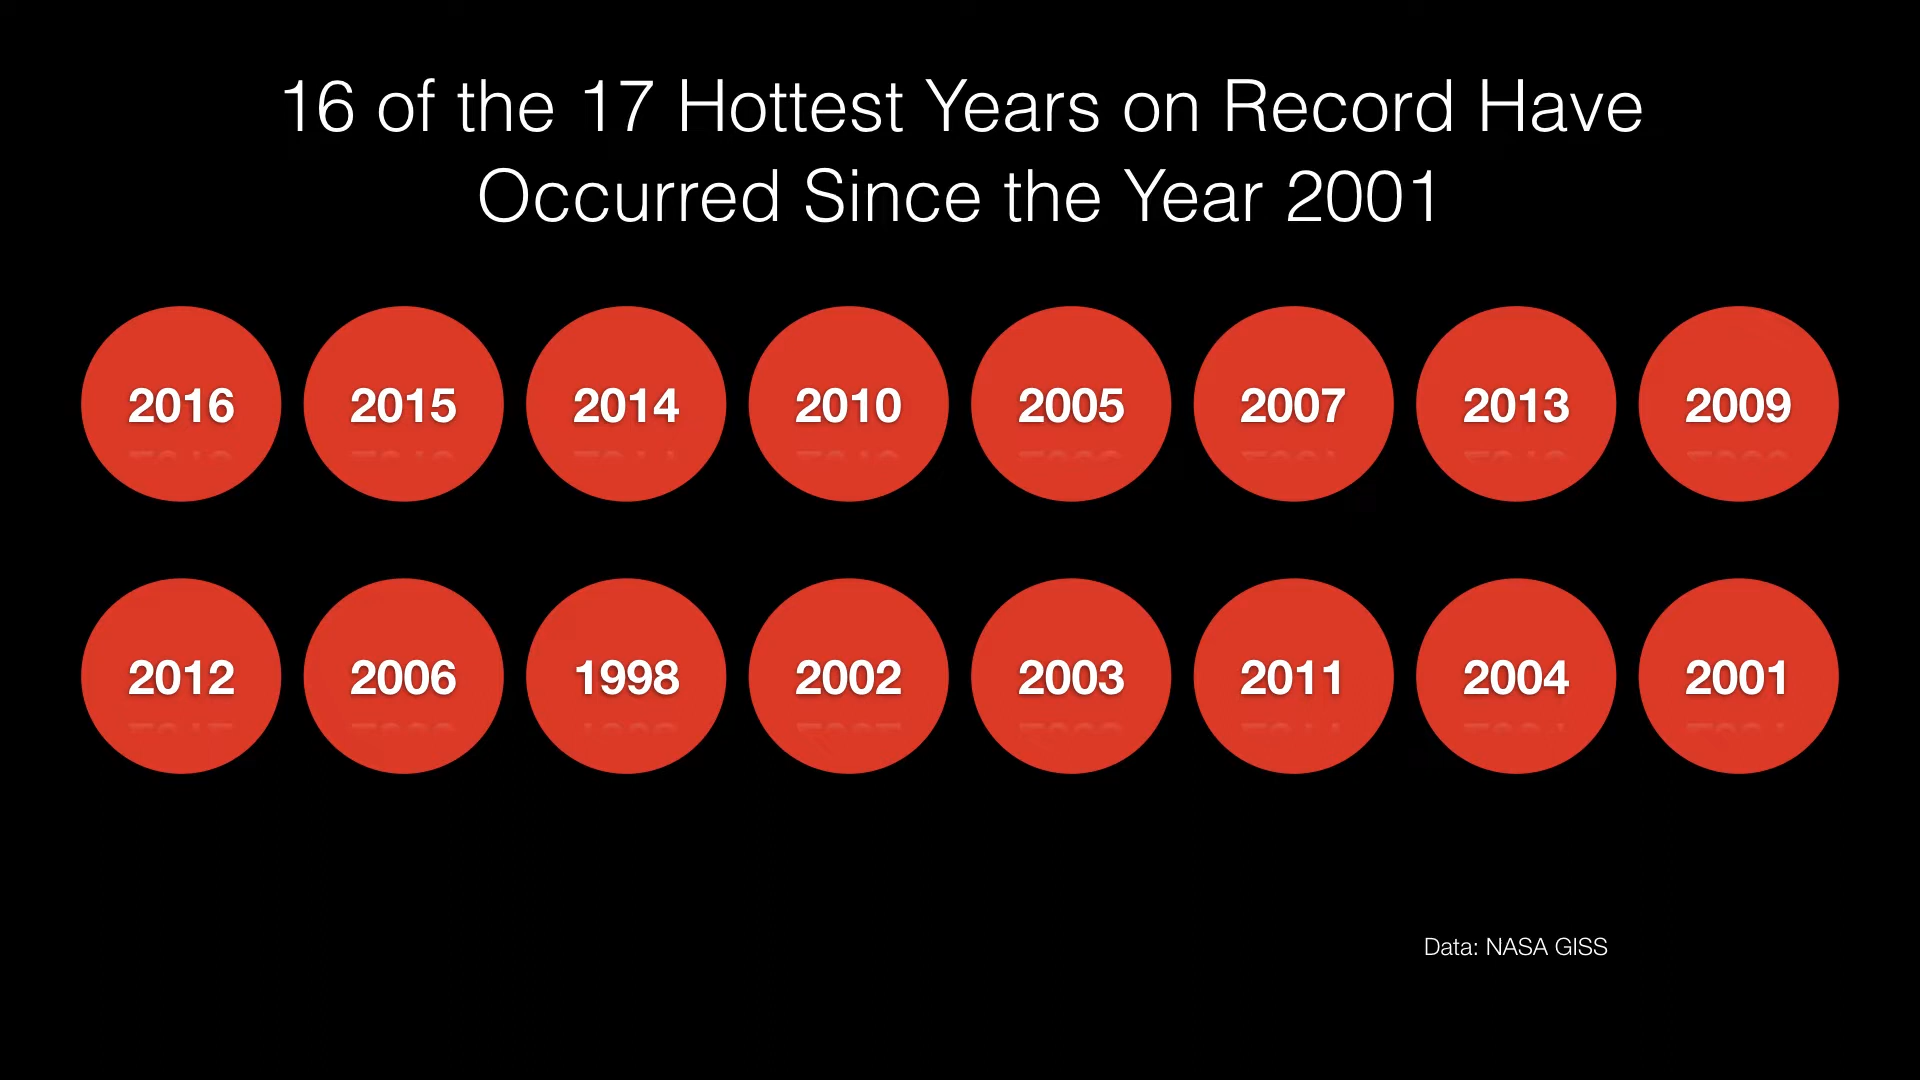 16 of the 17 Hottest Years on Record Have
Occurred Since the Year 2001
2016 2015 2014 2010 2005 2007 2013 2009
2012 2006 1998 2002 2003 2011 2004 2001
Data: NASA GISS